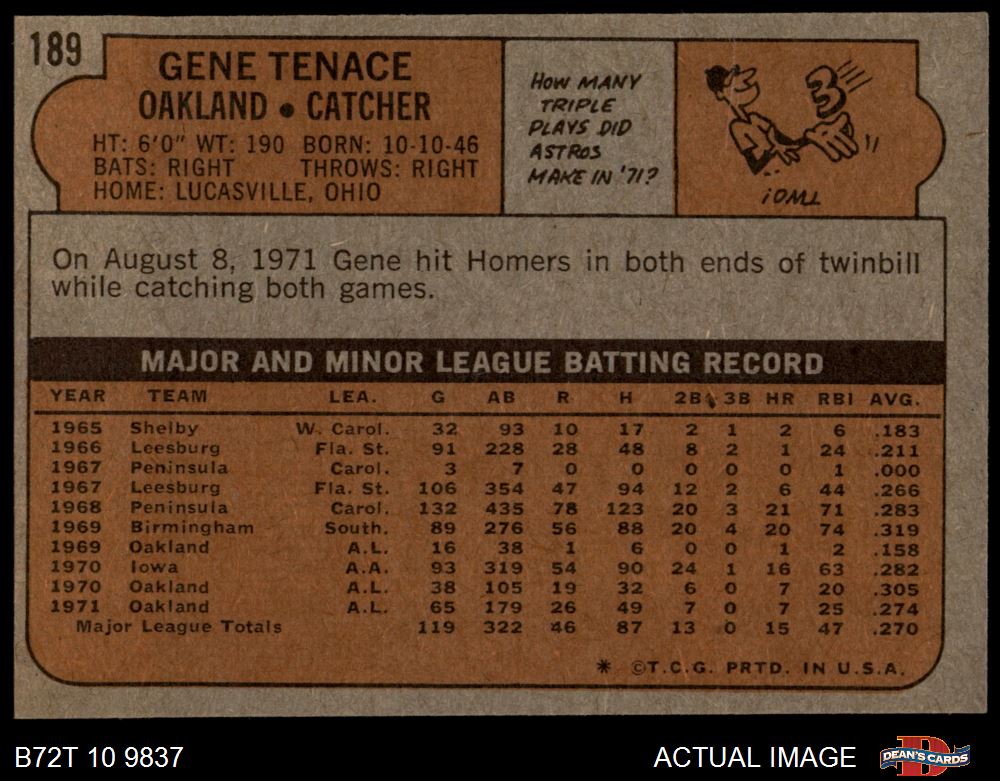 189
GENE TENACE
OAKLAND • CATCHER
HT: 6'0" WT: 190 BORN: 10-10-46
BATS: RIGHT THROWS: RIGHT
HOME: LUCASVILLE, OHIO
HOW MANY
TRIPLE
PLAYS DID
ASTROS
MAKE IN '71?
3
TWO!
On August 8, 1971 Gene hit Homers in both ends of twinbill
while catching both games.
MAJOR AND MINOR LEAGUE BATTING RECORD
YEAR TEAM LEA. G AB R H 2B 3B HR RBI AVG.
1965 Shelby W. Carol. 32 93 10 17 2 1 2 6 .183
1966 Leesburg Fla. St. 91 228 28 48 8 2 1 24 .211
1967 Peninsula Carol. 3 7 0 0 0 0 0 1 .000
1967 Leesburg Fla. St. 106 354 47 94 12 2 6 44 .266
1968 Peninsula Carol. 132 435 78 123 20 3 21 71 .283
1969 Birmingham South. 89 276 56 88 20 4 20 74 .319
1969 Oakland A.L. 16 38 1 6 0 0 1 2 .158
1970 Iowa A.A. 93 319 54 90 24 1 16 63 .282
1970 Oakland A.L. 38 105 19 32 6 0 7 20 .305
1971 Oakland A.L. 65 179 26 49 7 0 7 25 .274
Major League Totals 119 322 46 87 13 0 15 47 .270
* ©T.C.G. PRTD. IN U.S.A.
B72T 10 9837 ACTUAL IMAGE DEAN'S CARDS